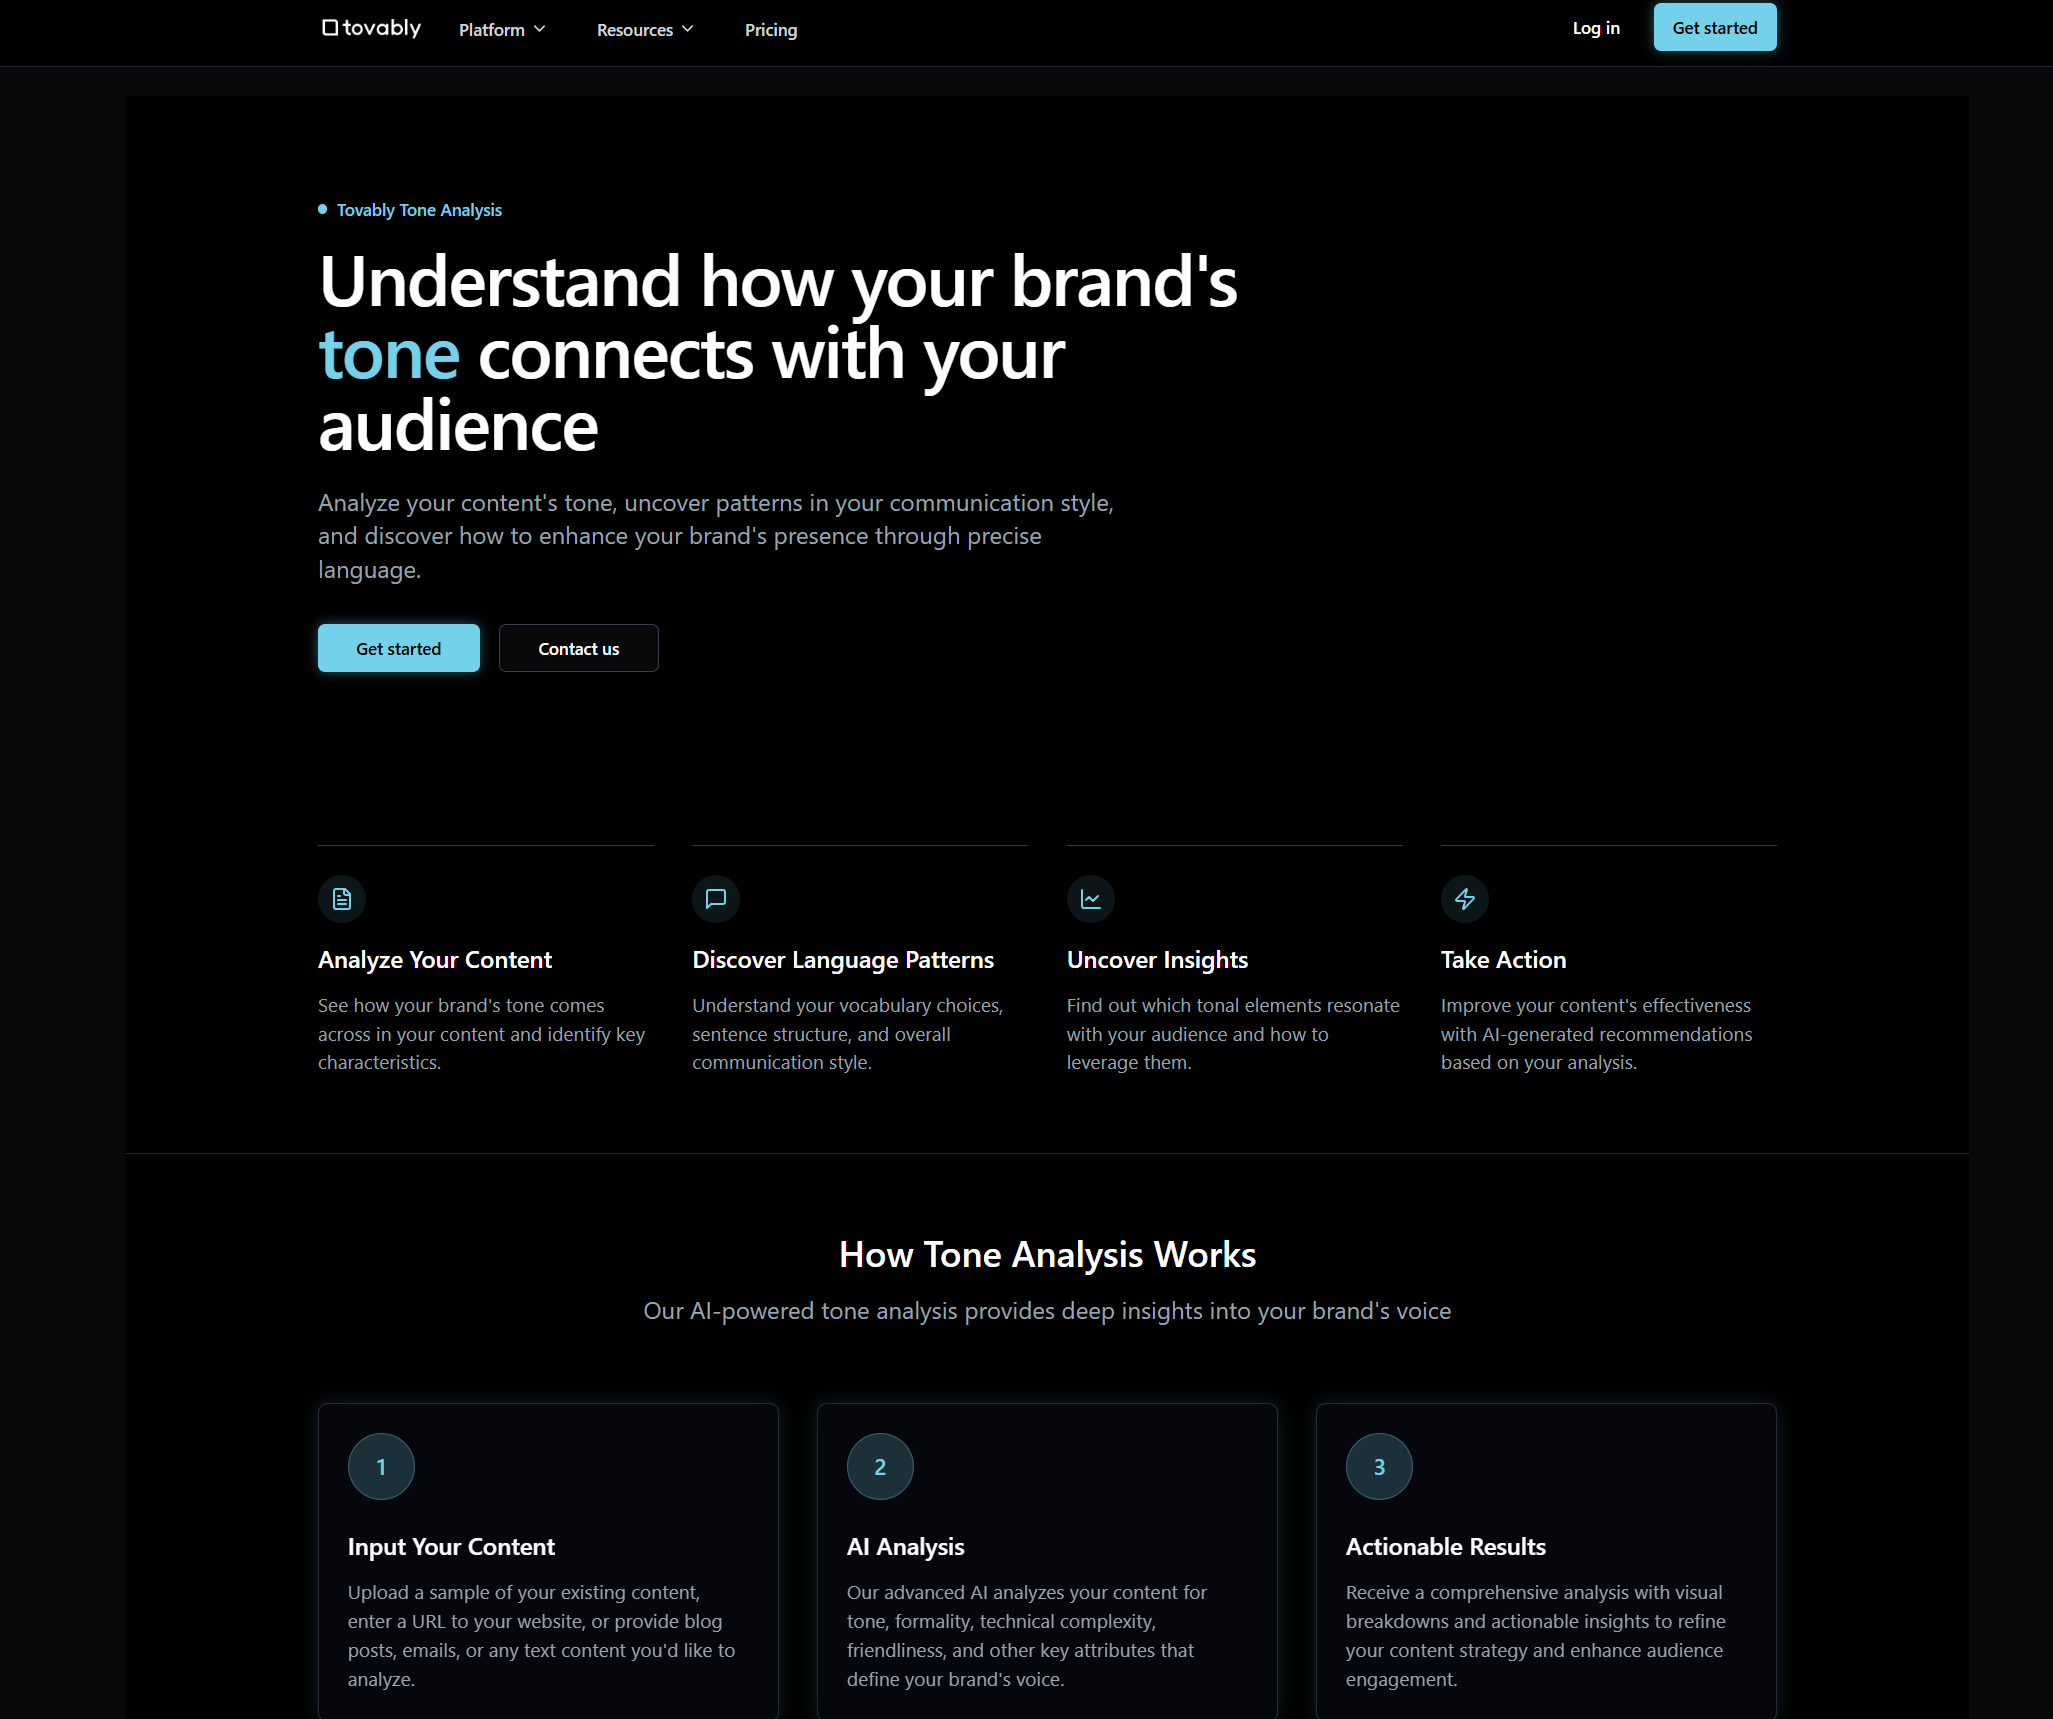 tovably
Platform
Resources
Pricing
Log in
Get started
Tovably Tone Analysis
Understand how your brand's
tone connects with your
audience
Analyze your content's tone, uncover patterns in your communication style,
and discover how to enhance your brand's presence through precise
language.
Get started
Contact us
Analyze Your Content
See how your brand's tone comes
across in your content and identify key
characteristics.
Discover Language Patterns
Understand your vocabulary choices,
sentence structure, and overall
communication style.
Uncover Insights
Find out which tonal elements resonate
with your audience and how to
leverage them.
Take Action
Improve your content's effectiveness
with AI-generated recommendations
based on your analysis.
How Tone Analysis Works
Our AI-powered tone analysis provides deep insights into your brand's voice
1
Input Your Content
Upload a sample of your existing content,
enter a URL to your website, or provide blog
posts, emails, or any text content you'd like to
analyze.
2
AI Analysis
Our advanced AI analyzes your content for
tone, formality, technical complexity,
friendliness, and other key attributes that
define your brand's voice.
3
Actionable Results
Receive a comprehensive analysis with visual
breakdowns and actionable insights to refine
your content strategy and enhance audience
engagement.